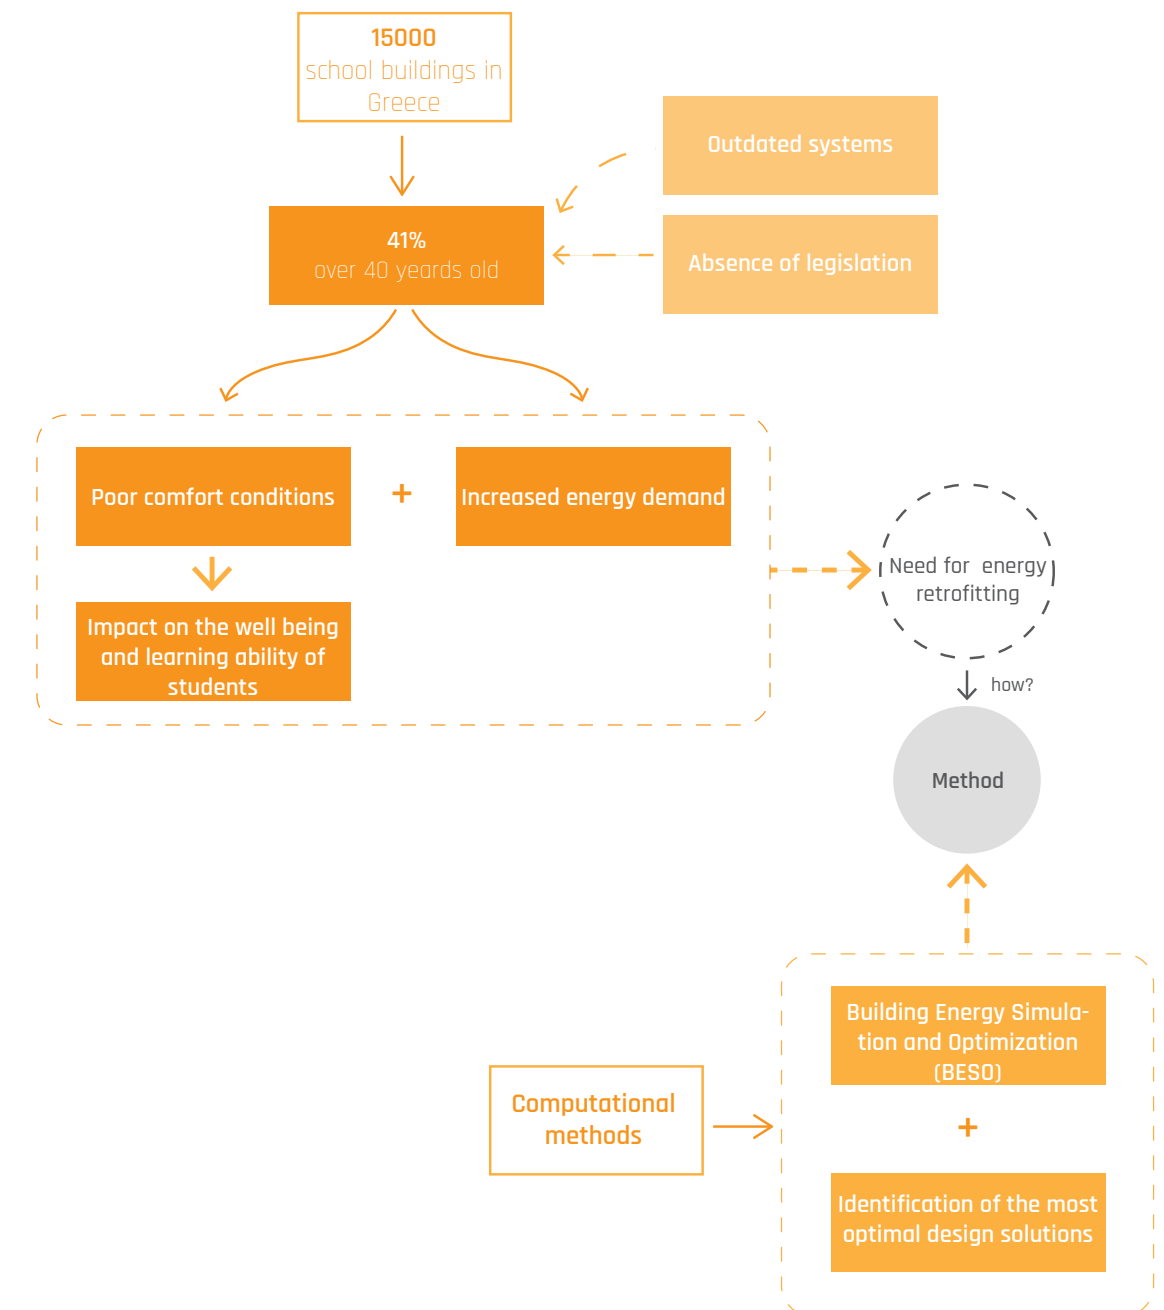 15000
school buildings in
Greece
Outdated systems
41%
over 40 yeards old
Absence of legislation
Poor comfort conditions
+
Increased energy demand
Impact on the well being
and learning ability of
students
Need for  energy
retrofitting
how?
Method
Computational
methods
Building Energy Simula-
tion and Optimization
(BESO)
+
Identification of the most
optimal design solutions